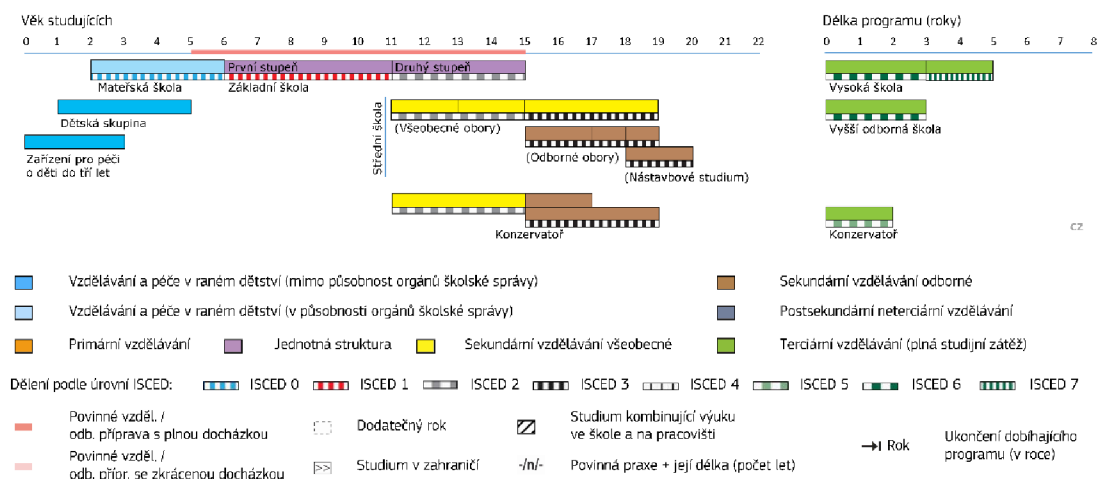 Věk studujících
Délka programu (roky)
0 1 2 3 4 5 6 7 8 9 10 11 12 13 14 15 16 17 18 19 20 21 22
0 1 2 3 4 5 6 7 8
První stupeň
Druhý stupeň
Mateřská škola
Základní škola
Vysoká škola
Dětská skupina
Střední škola
(Všeobecné obory)
Vyšší odborná škola
Zařízení pro péči
o děti do tří let
(Odborné obory)
(Nástavbové studium)
Konzervatoř
Konzervatoř
CZ
Vzdělávání a péče v raném dětství (mimo působnost orgánů školské správy)
Sekundární vzdělávání odborné
Vzdělávání a péče v raném dětství (v působnosti orgánů školské správy)
Postsekundární neterciární vzdělávání
Primární vzdělávání
Jednotná struktura
Sekundární vzdělávání všeobecné
Terciární vzdělávání (plná studijní zátěž)
Dělení podle úrovní ISCED:
ISCED 0
ISCED 1
ISCED 2
ISCED 3
ISCED 4
ISCED 5
ISCED 6
ISCED 7
Povinné vzděl. /
odb. příprava s plnou docházkou
Dodatečný rok
Studium kombinující výuku
ve škole a na pracovišti
Rok
Ukončení dobíhajícího
programu (v roce)
Povinné vzděl. /
odb. přípr. se zkrácenou docházkou
>> Studium v zahraničí
-/n/- Povinná praxe + její délka (počet let)